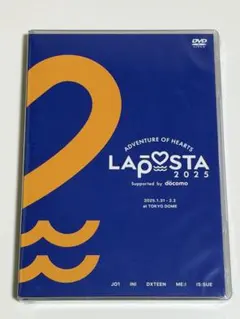 DVD
ADVENTURE OF HEARTS
LAPOSTA
2025
Supported by döcomo
2025.1.31 - 2.2
at TOKYO DOME
JO1 INI DXTEEN ME:I IS:SUE